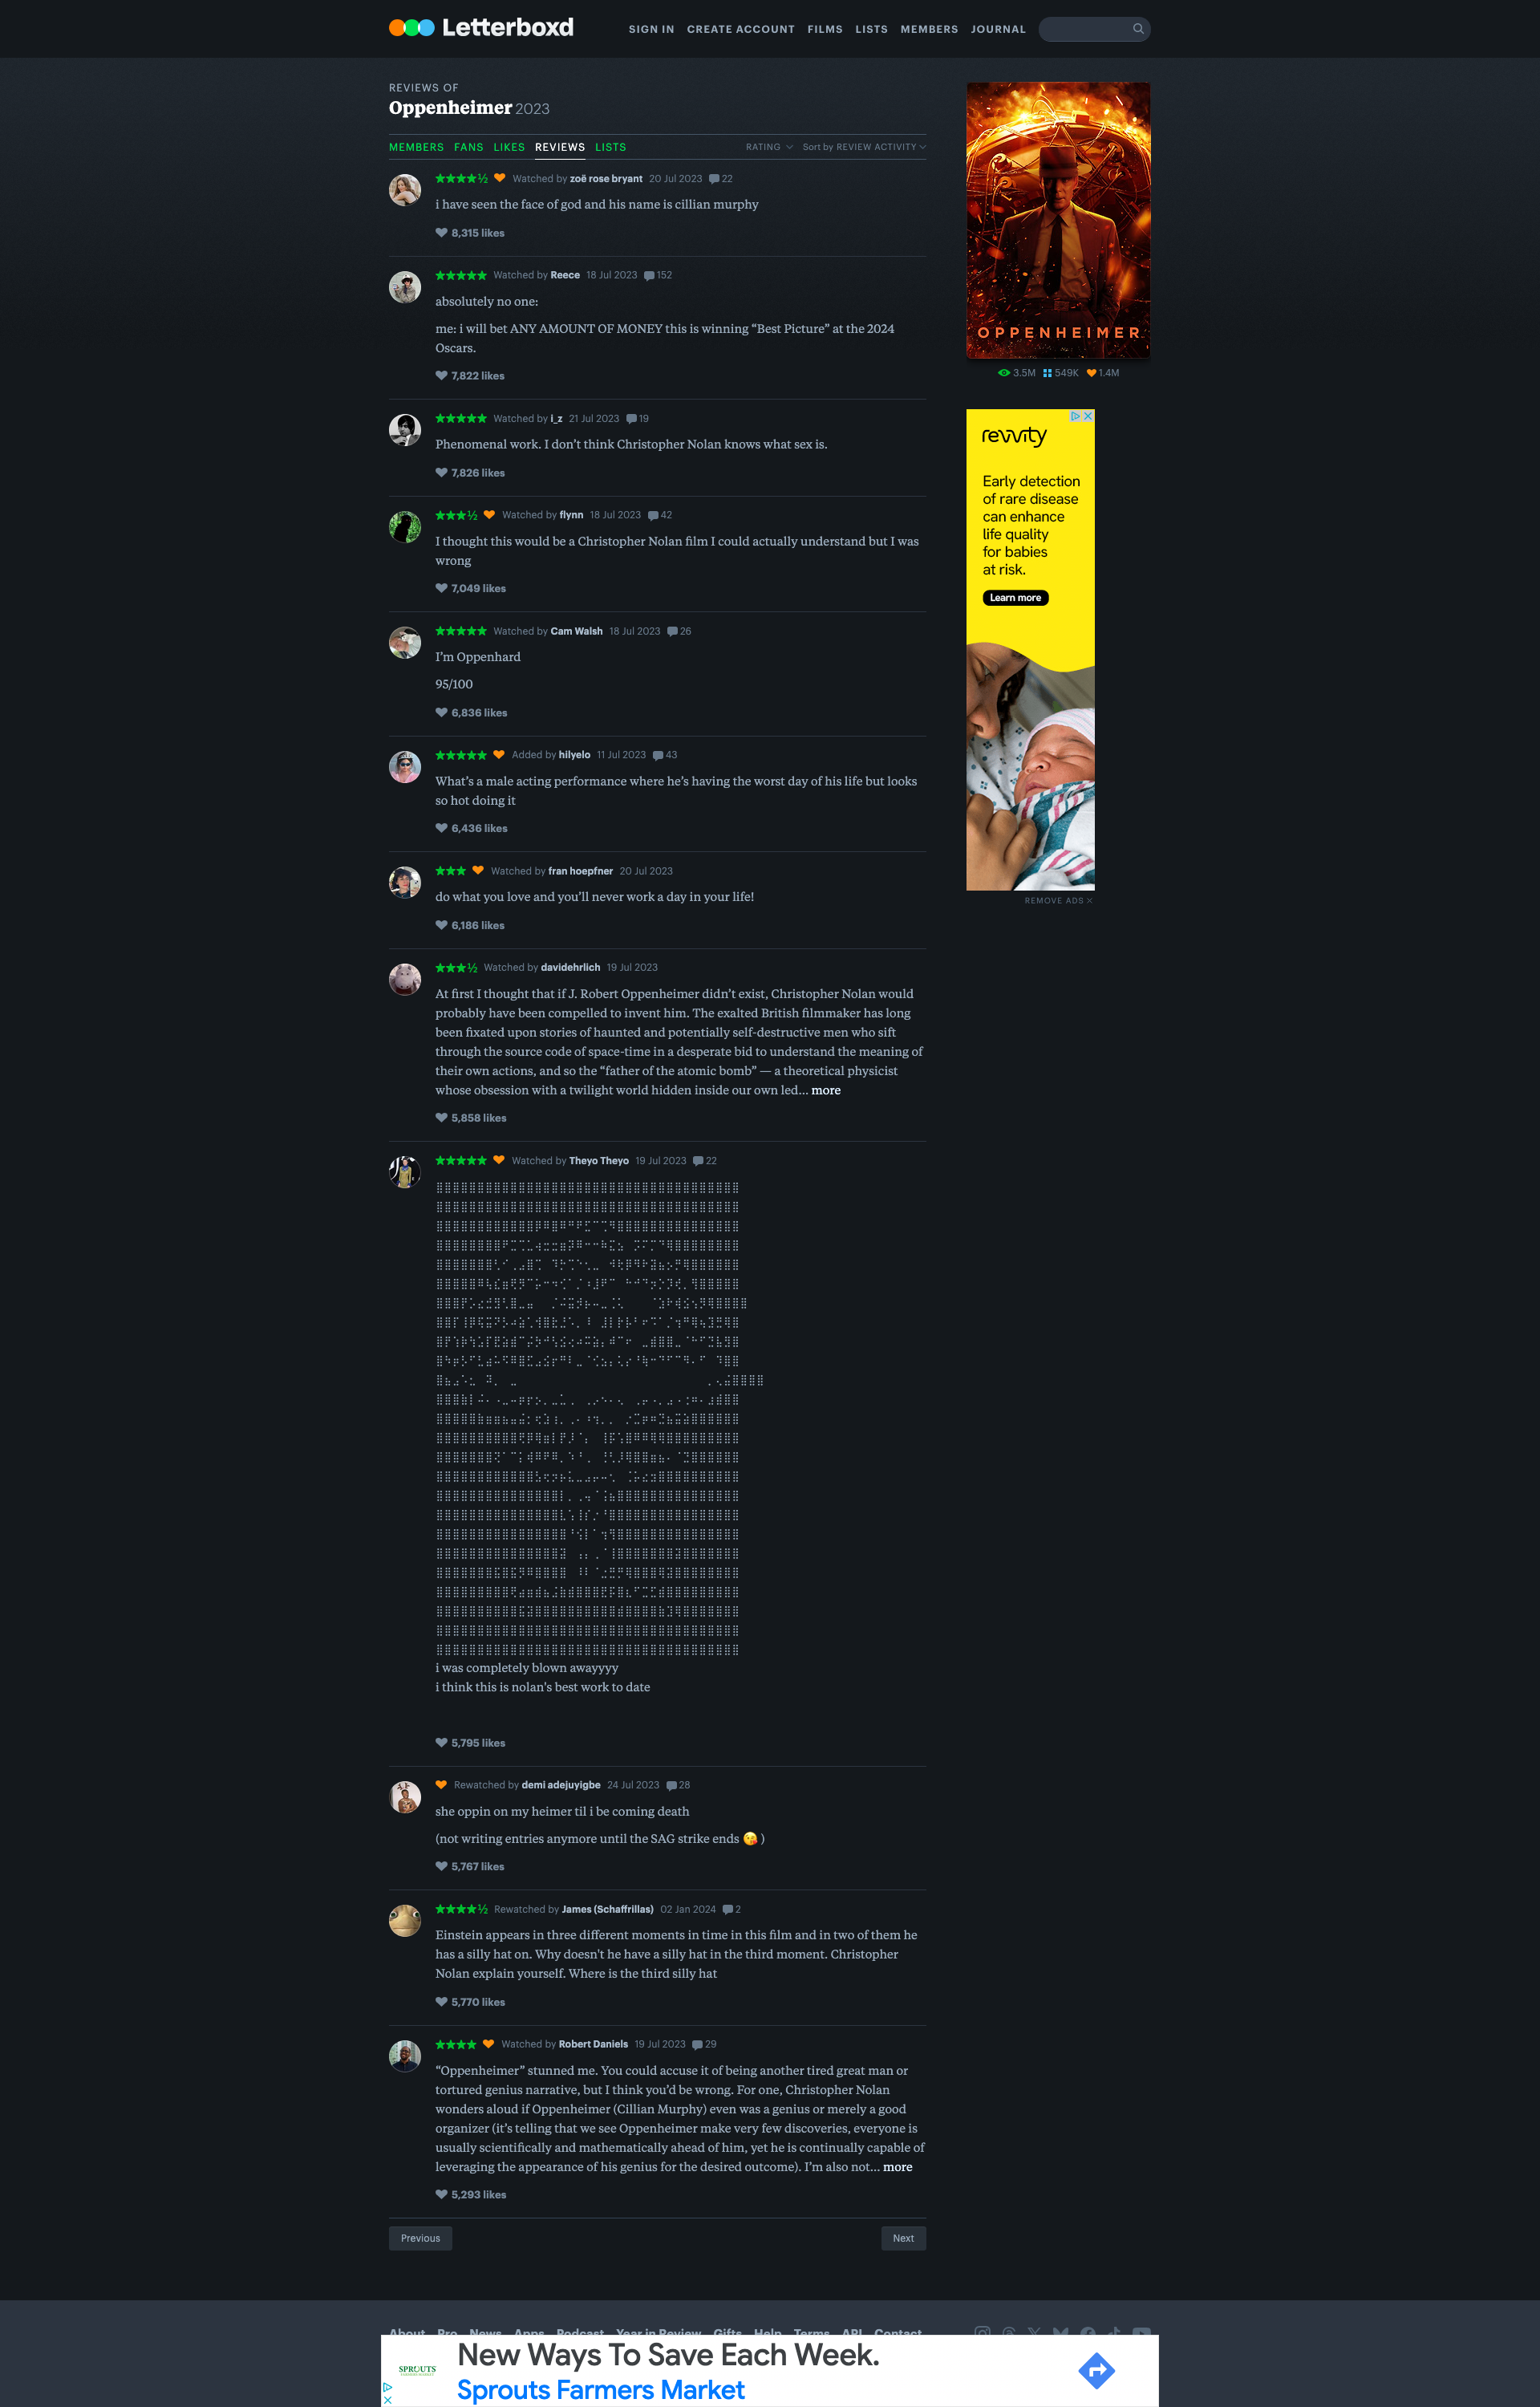 Letterboxd
SIGN IN CREATE ACCOUNT FILMS LISTS MEMBERS JOURNAL
REVIEWS OF
Oppenheimer 2023
MEMBERS FANS LIKES REVIEWS LISTS
RATING Sort by REVIEW ACTIVITY
★★★★½ Watched by zoë rose bryant 20 Jul 2023 22
i have seen the face of god and his name is cillian murphy
8,315 likes
★★★★★ Watched by Reece 18 Jul 2023 152
absolutely no one:
me: i will bet ANY AMOUNT OF MONEY this is winning “Best Picture” at the 2024
Oscars.
7,822 likes
★★★★★ Watched by i_z 21 Jul 2023 19
Phenomenal work. I don’t think Christopher Nolan knows what sex is.
7,826 likes
★★★½ Watched by flynn 18 Jul 2023 42
I thought this would be a Christopher Nolan film I could actually understand but I was
wrong
7,049 likes
★★★★★ Watched by Cam Walsh 18 Jul 2023 26
I’m Oppenhard
95/100
6,836 likes
★★★★★ Added by hilyelo 11 Jul 2023 43
What’s a male acting performance where he’s having the worst day of his life but looks
so hot doing it
6,436 likes
★★★ Watched by fran hoepfner 20 Jul 2023
do what you love and you’ll never work a day in your life!
6,186 likes
★★★½ Watched by davidehrlich 19 Jul 2023
At first I thought that if J. Robert Oppenheimer didn’t exist, Christopher Nolan would
probably have been compelled to invent him. The exalted British filmmaker has long
been fixated upon stories of haunted and potentially self-destructive men who sift
through the source code of space-time in a desperate bid to understand the meaning of
their own actions, and so the “father of the atomic bomb” — a theoretical physicist
whose obsession with a twilight world hidden inside our own led… more
5,858 likes
★★★★★ Watched by Theyo Theyo 19 Jul 2023 22
i was completely blown awayyyy
i think this is nolan's best work to date
5,795 likes
Rewatched by demi adejuyigbe 24 Jul 2023 28
she oppin on my heimer til i be coming death
(not writing entries anymore until the SAG strike ends 😘 )
5,767 likes
★★★★½ Rewatched by James (Schaffrillas) 02 Jan 2024 2
Einstein appears in three different moments in time in this film and in two of them he
has a silly hat on. Why doesn't he have a silly hat in the third moment. Christopher
Nolan explain yourself. Where is the third silly hat
5,770 likes
★★★★ Watched by Robert Daniels 19 Jul 2023 29
“Oppenheimer” stunned me. You could accuse it of being another tired great man or
tortured genius narrative, but I think you’d be wrong. For one, Christopher Nolan
wonders aloud if Oppenheimer (Cillian Murphy) even was a genius or merely a good
organizer (it’s telling that we see Oppenheimer make very few discoveries, everyone is
usually scientifically and mathematically ahead of him, yet he is continually capable of
leveraging the appearance of his genius for the desired outcome). I’m also not… more
5,293 likes
Previous Next
OPPENHEIMER
3.5M 549K 1.4M
revvity
Early detection
of rare disease
can enhance
life quality
for babies
at risk.
Learn more
REMOVE ADS
About Pro News Apps Podcast Year in Review Gifts Help Terms API Contact
SPROUTS
FARMERS MARKET
New Ways To Save Each Week.
Sprouts Farmers Market